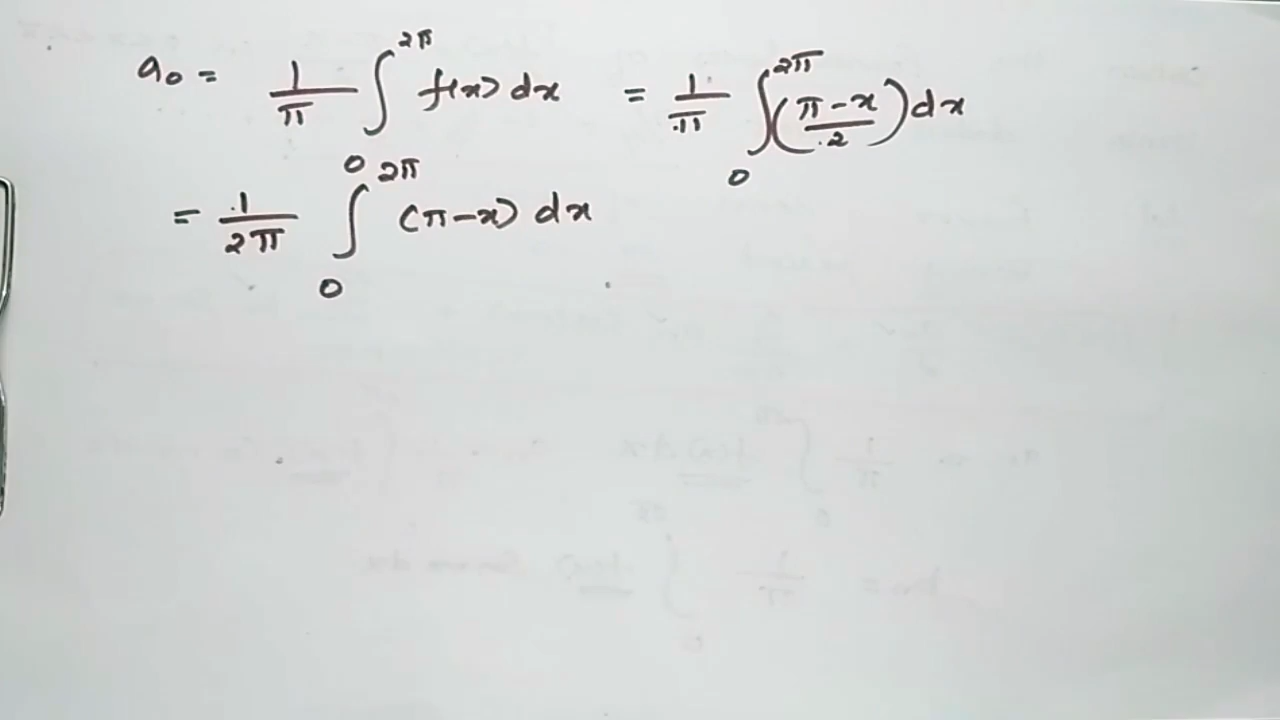 a₀ = 1/π ∫₀^2π f(x) dx = 1/π ∫₀^2π (π-x/2) dx
= 1/2π ∫₀^2π (π-x) dx